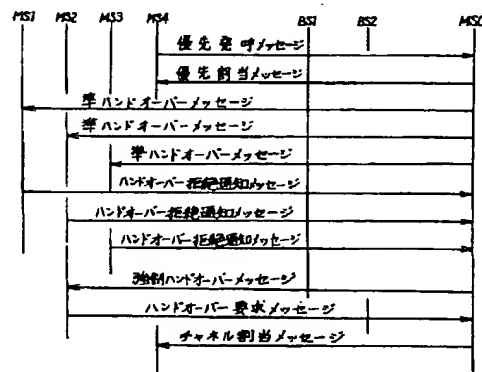 MS1 MS2 MS3 MS4 BS1 BS2 MSC
優先発呼メッセージ
優先割当メッセージ
準ハンドオーバーメッセージ
準ハンドオーバーメッセージ
準ハンドオーバーメッセージ
ハンドオーバー拒絶通知メッセージ
ハンドオーバー拒絶通知メッセージ
ハンドオーバー拒絶通知メッセージ
強制ハンドオーバーメッセージ
ハンドオーバー要求メッセージ
チャネル割当メッセージ